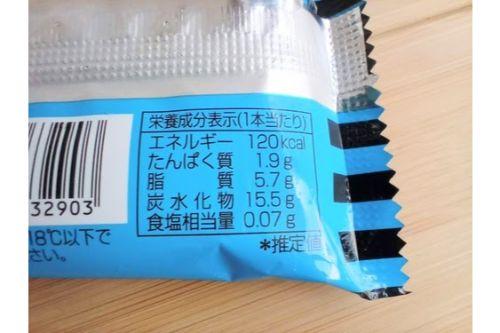 栄養成分表示(1本当たり)
エネルギー 120kcal
たんぱく質 1.9g
脂質 5.7g
炭水化物 15.5g
食塩相当量 0.07g
*推定値
32903
18℃以下で
さい。